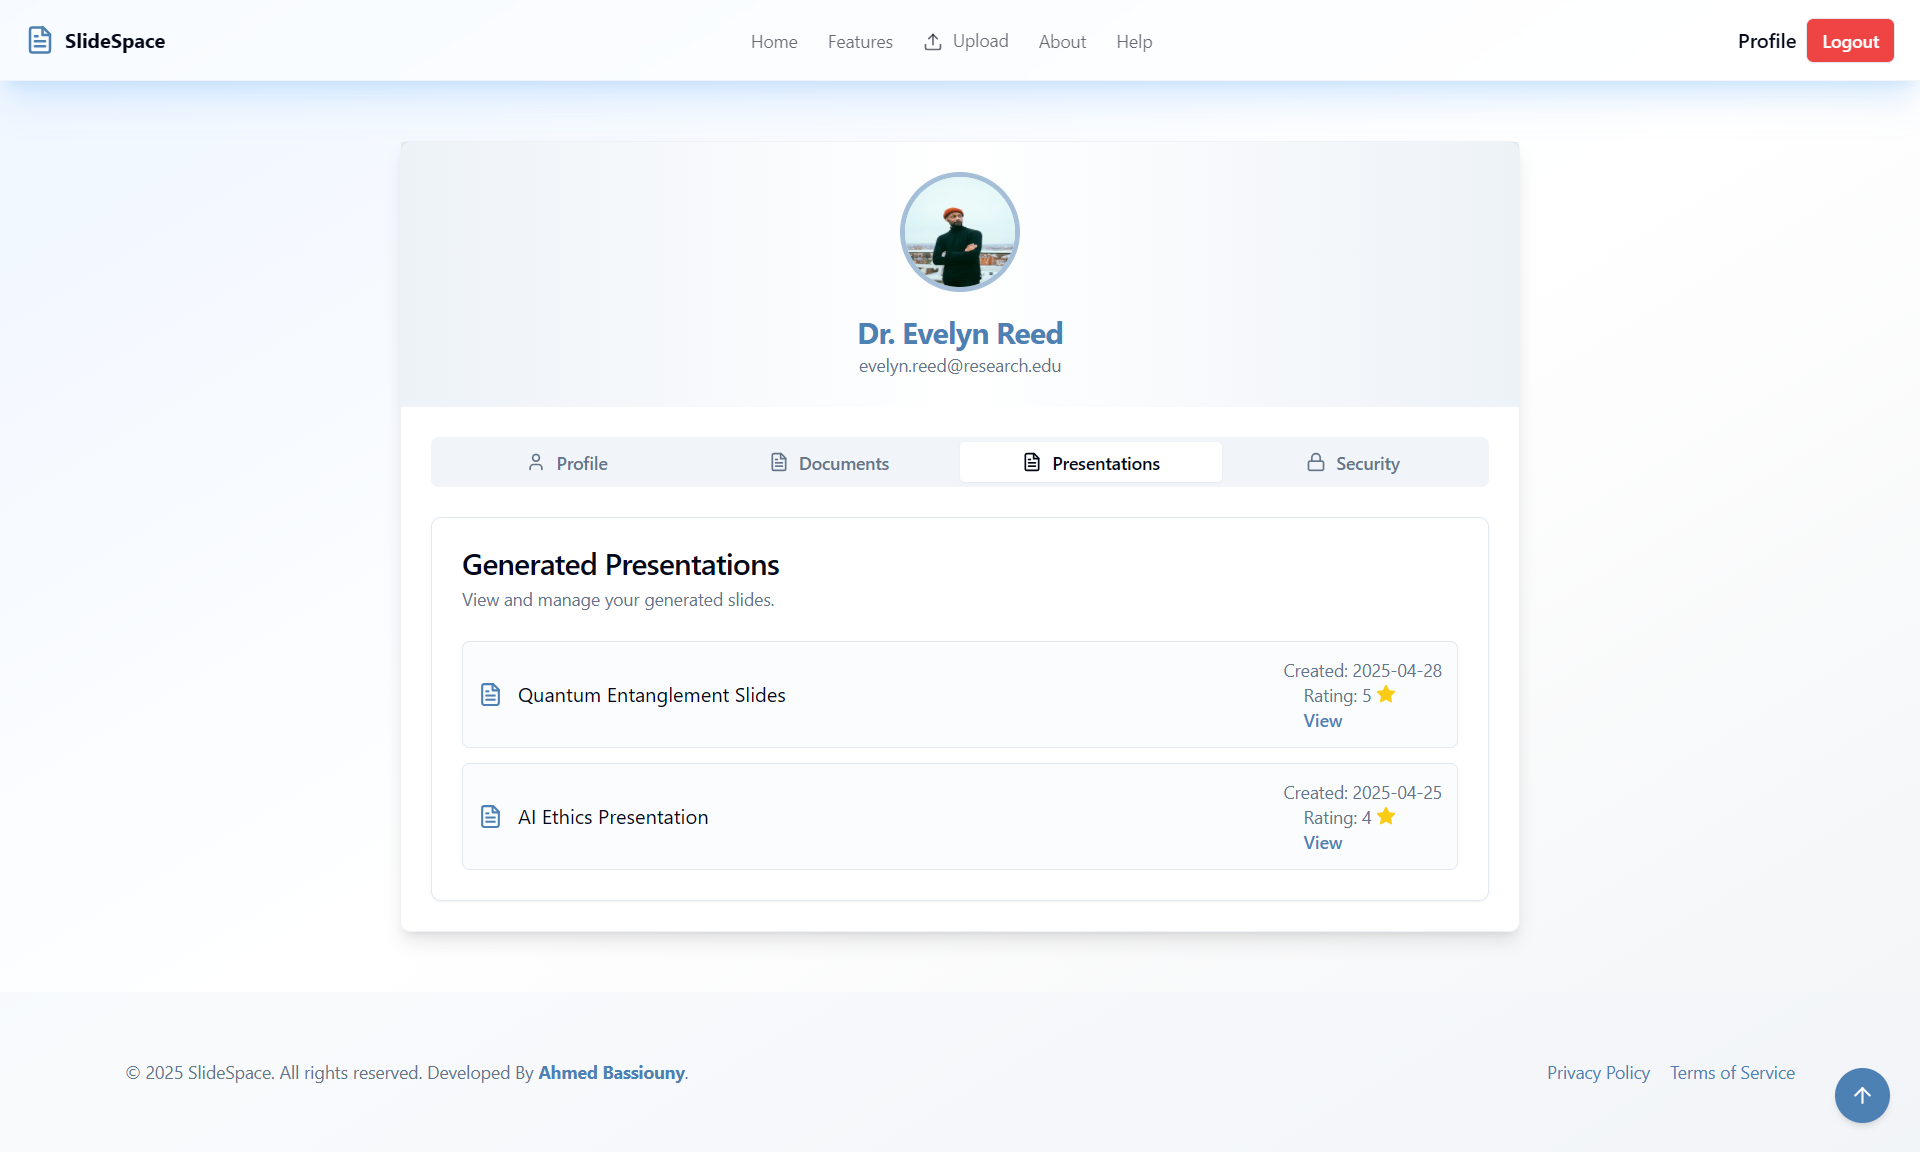 SlideSpace
Home
Features
Upload
About
Help
Profile
Logout
Dr. Evelyn Reed
evelyn.reed@research.edu
Profile
Documents
Presentations
Security
Generated Presentations
View and manage your generated slides.
Quantum Entanglement Slides
Created: 2025-04-28
Rating: 5
View
AI Ethics Presentation
Created: 2025-04-25
Rating: 4
View
© 2025 SlideSpace. All rights reserved. Developed By Ahmed Bassiouny.
Privacy Policy
Terms of Service